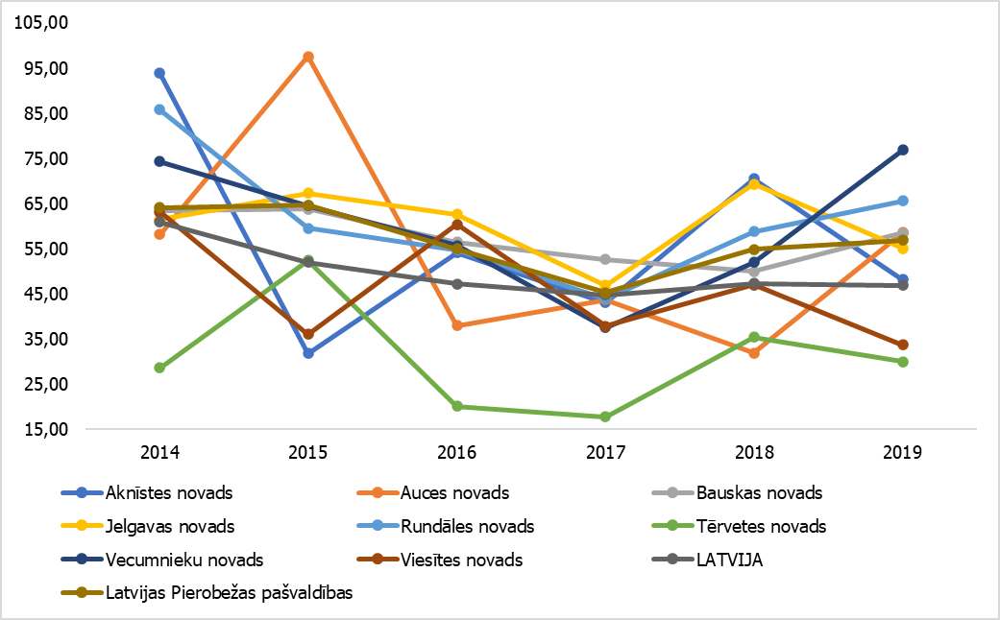 105,00
95,00
85,00
75,00
65,00
55,00
45,00
35,00
25,00
15,00
2014 2015 2016 2017 2018 2019
Aknīstes novads Auces novads Bauskas novads
Jelgavas novads Rundāles novads Tērvetes novads
Vecumnieku novads Viesītes novads LATVIJA
Latvijas Pierobežas pašvaldības